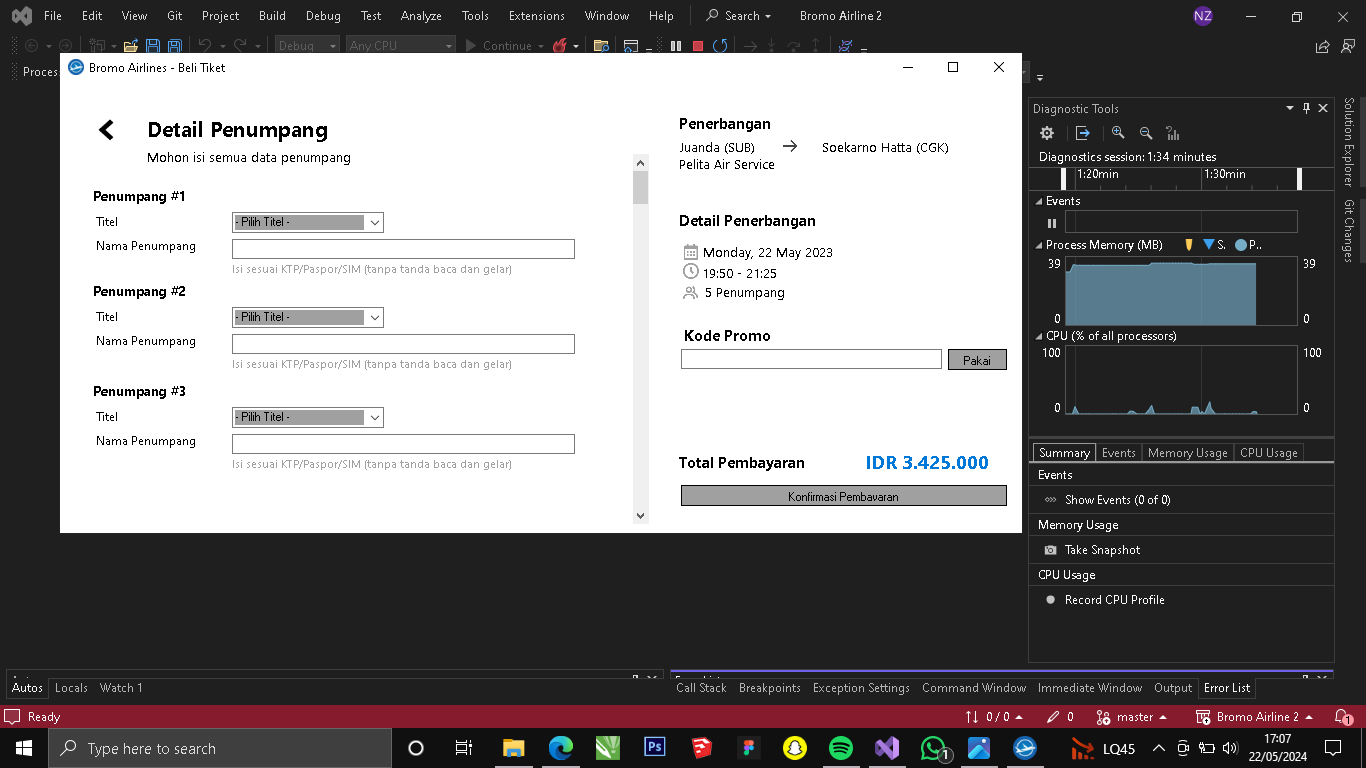 File Edit View Git Project Build Debug Test Analyze Tools Extensions Window Help Search Bromo Airline 2 NZ
Debug Any CPU Continue
Proces
Bromo Airlines - Beli Tiket
Detail Penumpang
Mohon isi semua data penumpang
Penumpang #1
Titel - Pilih Titel -
Nama Penumpang
Isi sesuai KTP/Paspor/SIM (tanpa tanda baca dan gelar)
Penumpang #2
Titel - Pilih Titel -
Nama Penumpang
Isi sesuai KTP/Paspor/SIM (tanpa tanda baca dan gelar)
Penumpang #3
Titel - Pilih Titel -
Nama Penumpang
Isi sesuai KTP/Paspor/SIM (tanpa tanda baca dan gelar)
Penerbangan
Juanda (SUB) Soekarno Hatta (CGK)
Pelita Air Service
Detail Penerbangan
Monday, 22 May 2023
19:50 - 21:25
5 Penumpang
Kode Promo
Pakai
Total Pembayaran IDR 3.425.000
Konfirmasi Pembayaran
Diagnostic Tools
Diagnostics session: 1:34 minutes
1:20min 1:30min
Events
Process Memory (MB) S. P..
39 39
0 0
CPU (% of all processors)
100 100
0 0
Summary Events Memory Usage CPU Usage
Events
Show Events (0 of 0)
Memory Usage
Take Snapshot
CPU Usage
Record CPU Profile
Solution Explorer
Git Changes
Autos Locals Watch 1
Call Stack Breakpoints Exception Settings Command Window Immediate Window Output Error List
Ready 0 / 0 0 master Bromo Airline 2 1
Type here to search Ps 1 LQ45 17:07
22/05/2024